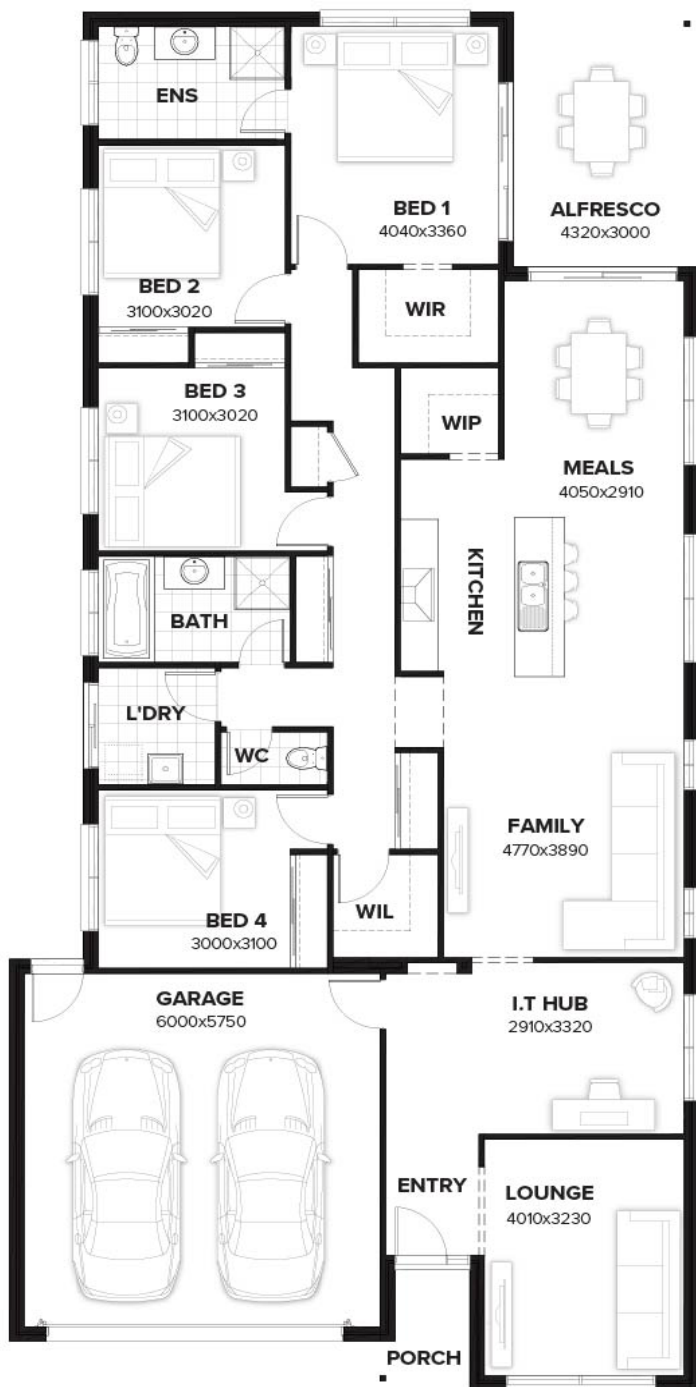 ENS
BED 1
4040x3360
ALFRESCO
4320x3000
BED 2
3100x3020
WIR
BED 3
3100x3020
WIP
MEALS
4050x2910
KITCHEN
BATH
L'DRY
WC
FAMILY
4770x3890
BED 4
3000x3100
WIL
GARAGE
6000x5750
I.T HUB
2910x3320
ENTRY
LOUNGE
4010x3230
PORCH